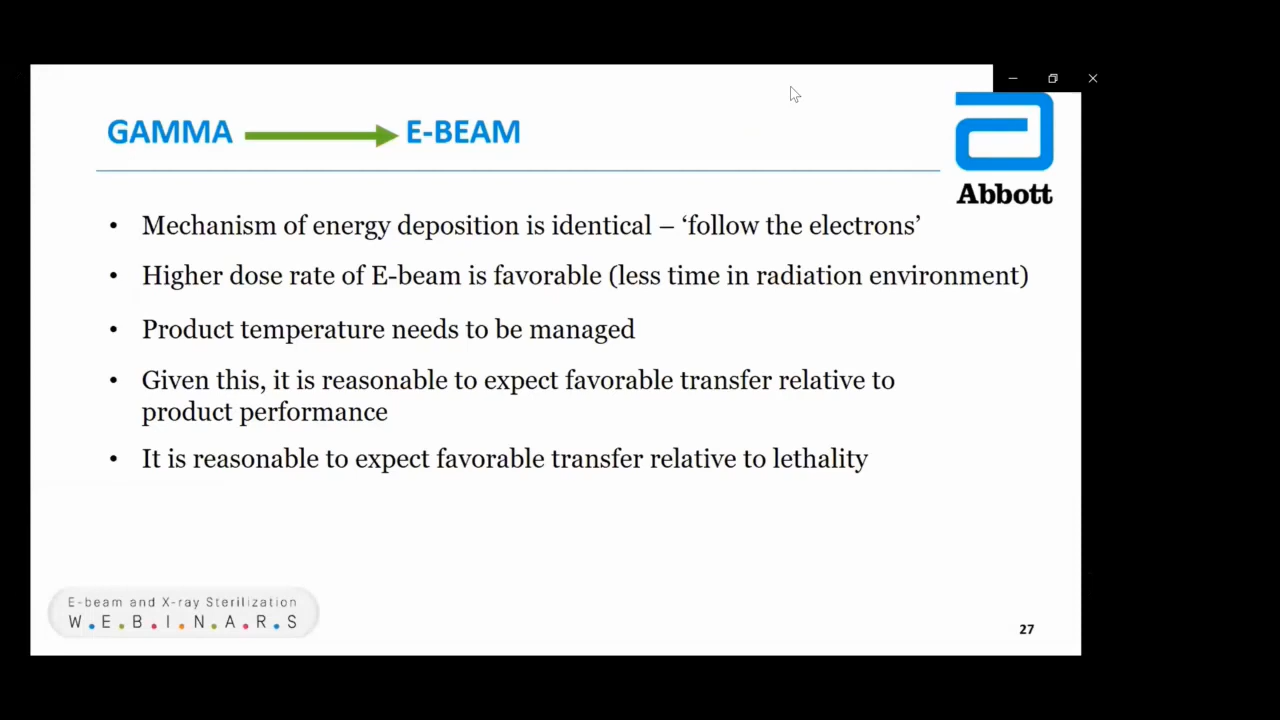 GAMMA E-BEAM
Abbott
• Mechanism of energy deposition is identical – ‘follow the electrons’
• Higher dose rate of E-beam is favorable (less time in radiation environment)
• Product temperature needs to be managed
• Given this, it is reasonable to expect favorable transfer relative to
product performance
• It is reasonable to expect favorable transfer relative to lethality
E-beam and X-ray Sterilization
W.E.B.I.N.A.R.S
27